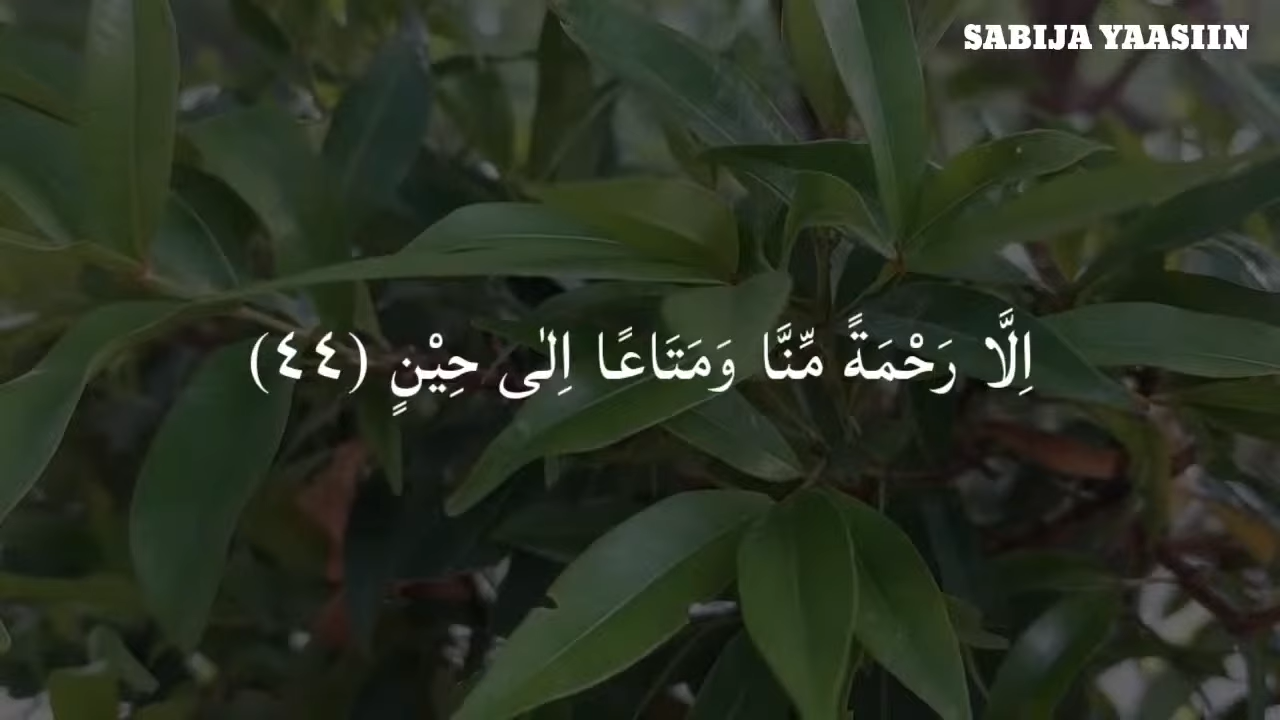 SABIJA YAASIIN
اِلَّا رَحْمَةً مِّنَّا وَمَتَاعًا اِلٰى حِيْنٍ (٤٤)